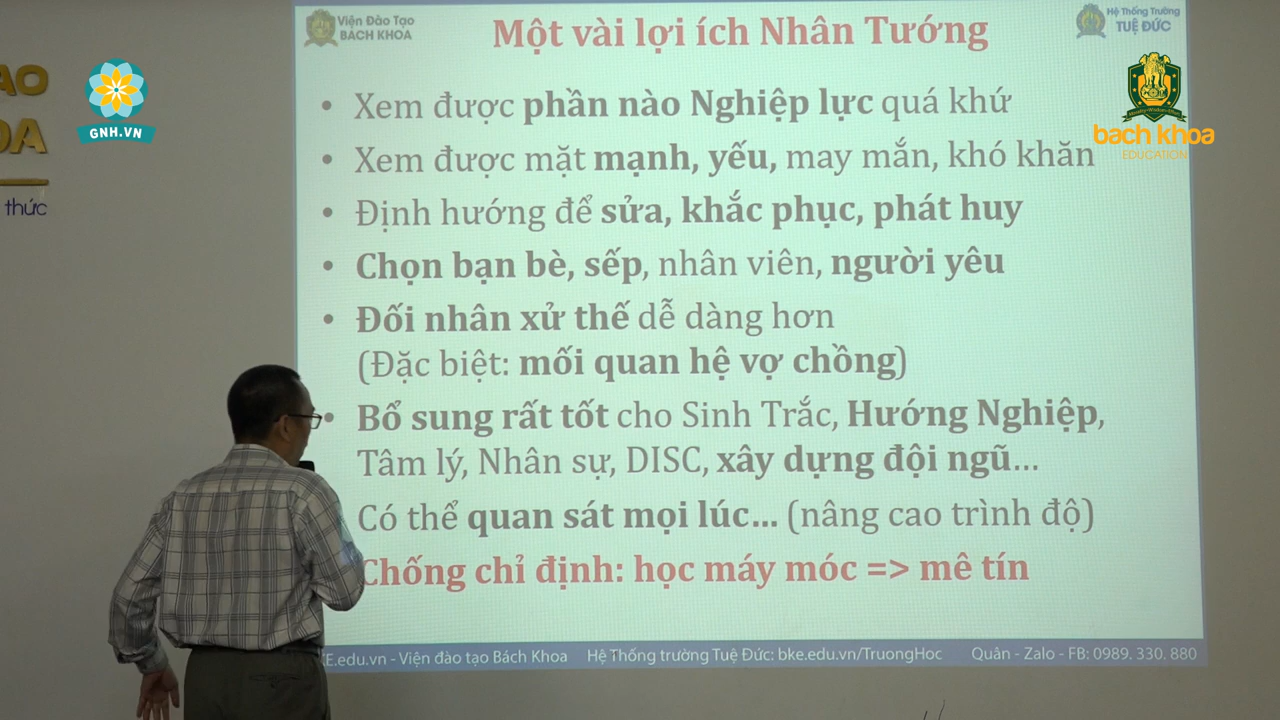 Viện Đào Tạo
BÁCH KHOA
Một vài lợi ích Nhân Tướng
Hệ Thống Trường
TUỆ ĐỨC
AO
OA
thức
GNH.VN
bach khoa
EDUCATION
• Xem được phần nào Nghiệp lực quá khứ
• Xem được mặt mạnh, yếu, may mắn, khó khăn
• Định hướng để sửa, khắc phục, phát huy
• Chọn bạn bè, sếp, nhân viên, người yêu
• Đối nhân xử thế dễ dàng hơn
(Đặc biệt: mối quan hệ vợ chồng)
• Bổ sung rất tốt cho Sinh Trắc, Hướng Nghiệp,
Tâm lý, Nhân sự, DISC, xây dựng đội ngũ...
Có thể quan sát mọi lúc... (nâng cao trình độ)
Chống chỉ định: học máy móc => mê tín
E.edu.vn - Viện đào tạo Bách Khoa Hệ Thống trường Tuệ Đức: bke.edu.vn/TruongHoc Quân - Zalo - FB: 0989. 330. 880